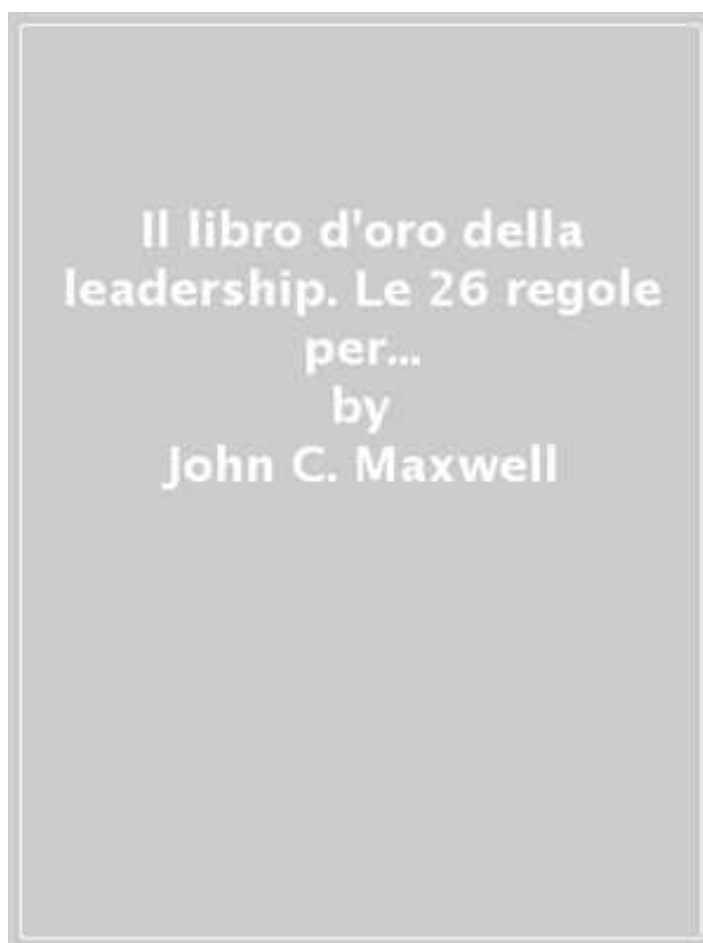 Il libro d'oro della
leadership. Le 26 regole
per...
by
John C. Maxwell